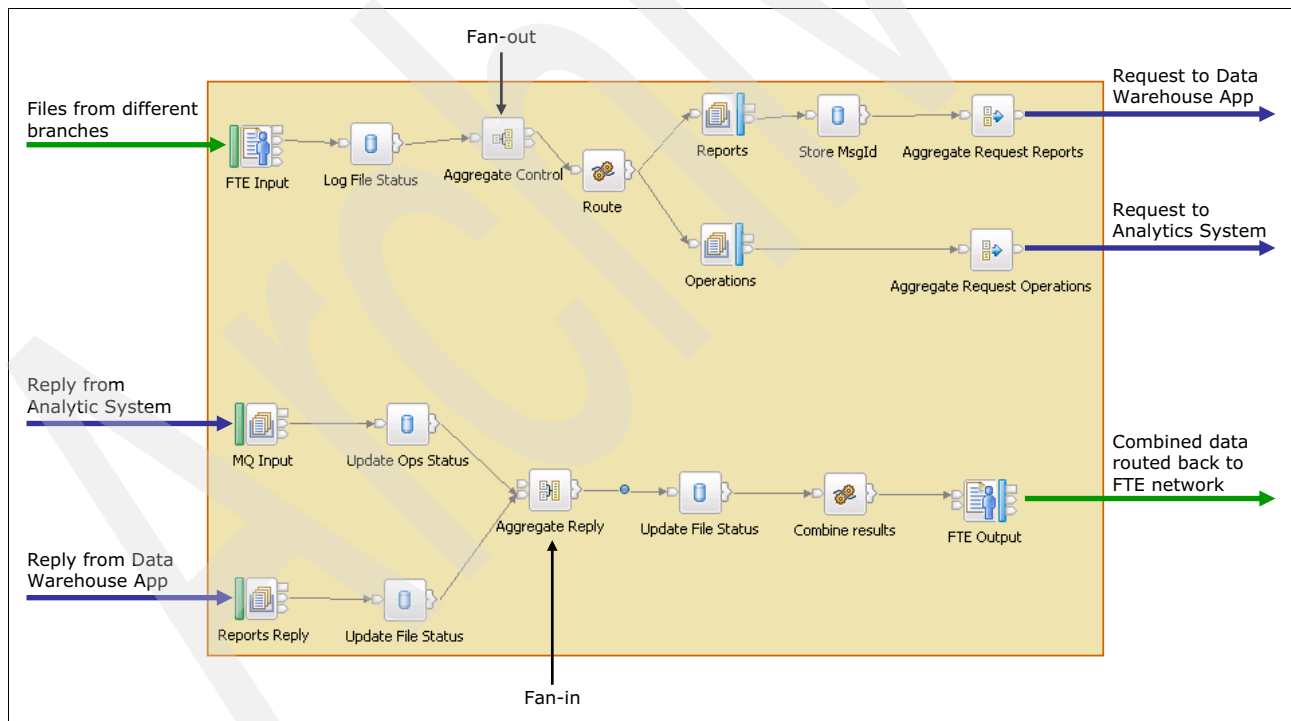 Fan-out
Files from different
branches
Request to Data
Warehouse App
FTE Input
Log File Status
Aggregate Control
Route
Reports
Store MsgId
Aggregate Request Reports
Request to
Analytics System
Operations
Aggregate Request Operations
Reply from
Analytic System
MQ Input
Update Ops Status
Aggregate Reply
Update File Status
Combine results
FTE Output
Combined data
routed back to
FTE network
Reply from Data
Warehouse App
Reports Reply
Update File Status
Fan-in